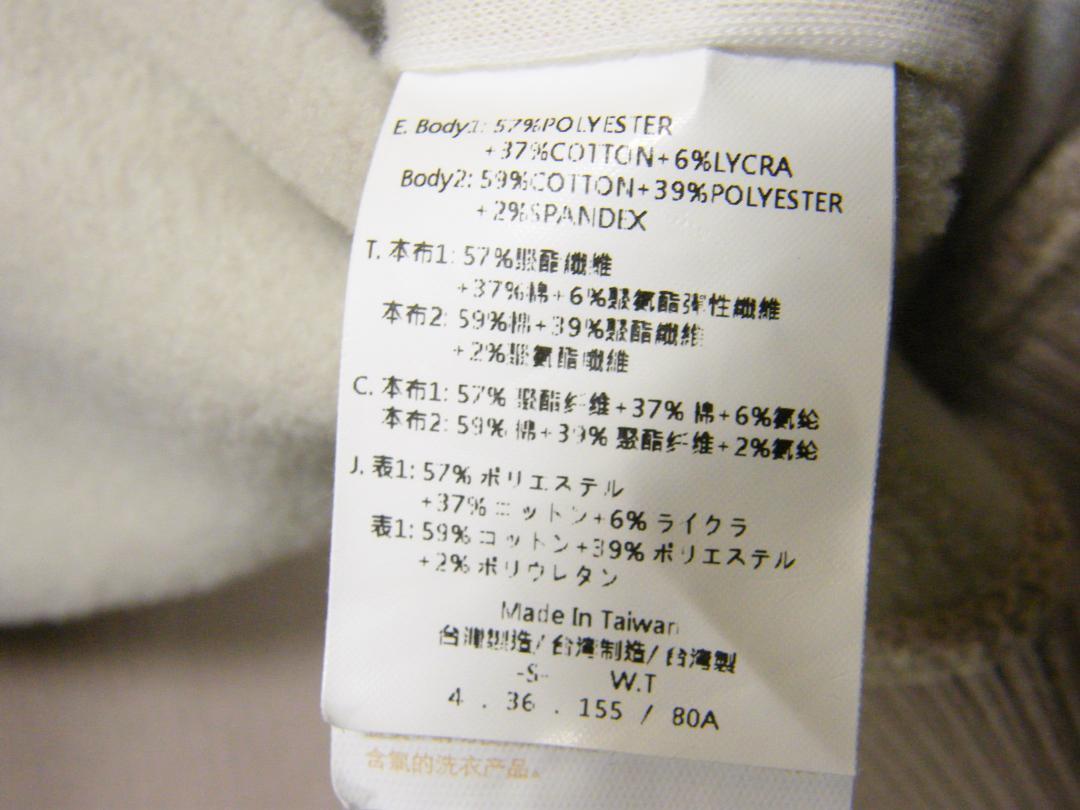 E. Body1: 57%POLYESTER
+37%COTTON+6%LYCRA
Body2: 59%COTTON+39%POLYESTER
+2%SPANDEX
T. 本布1: 57%聚酯纖維
+37%棉+6%聚氨酯彈性纖維
本布2: 59%棉+39%聚酯纖維
+2%聚氨酯纖維
C. 本布1: 57% 聚酯纤维+37% 棉+6%氨纶
本布2: 59% 棉+39% 聚酯纤维+2%氨纶
J. 表1: 57% ポリエステル
+37% コットン+6% ライクラ
表1: 59% コットン+39% ポリエステル
+2% ポリウレタン
Made In Taiwan
台灣製造/ 台湾制造/ 台湾製
-S- W.T
4 . 36 . 155 / 80A
含氯的洗衣产品。